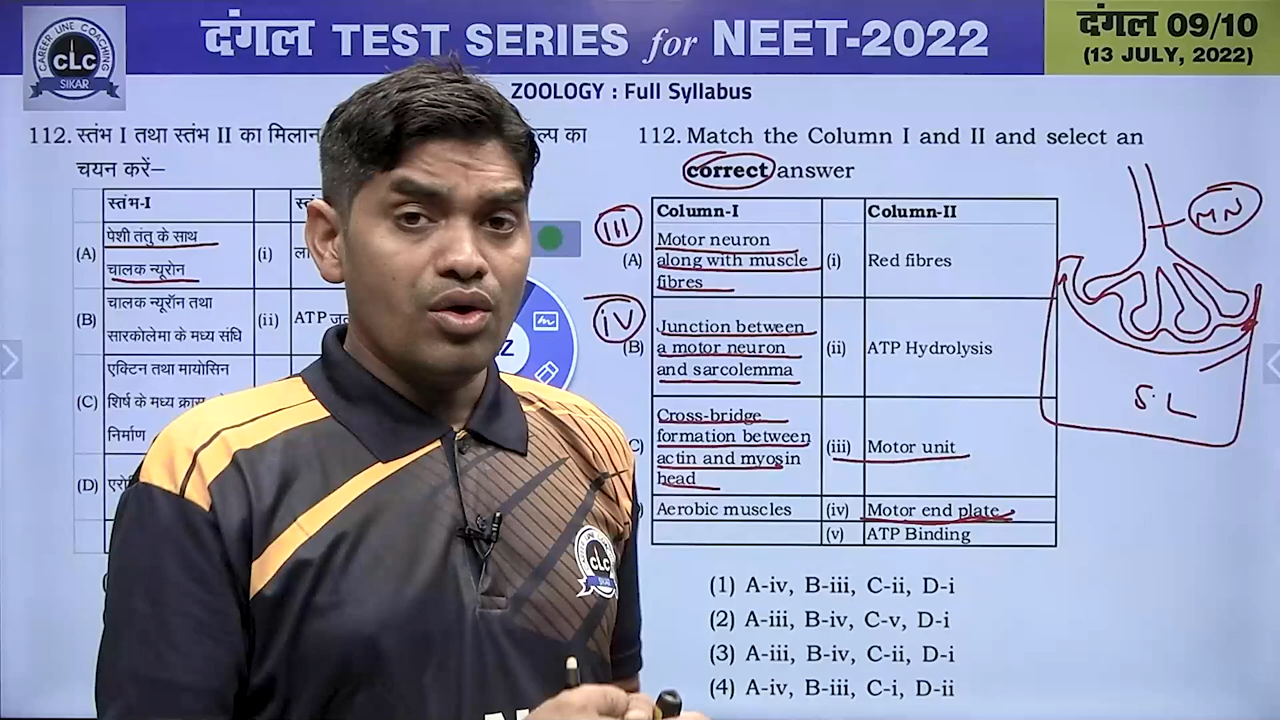 CAREER LINE COACHING
CLC
SIKAR
दंगल TEST SERIES for NEET-2022
दंगल 09/10
(13 JULY, 2022)
ZOOLOGY : Full Syllabus
112. स्तंभ I तथा स्तंभ II का मिलान
का
चयन करें–
स्तंभ-I
(A)
पेशी तंतु के साथ
चालक न्यूरोन
(i)
(B)
चालक न्यूरॉन तथा
सारकोलेमा के मध्य संधि
(ii)
ATP
(C)
एक्टिन तथा मायोसिन
शिर्ष के मध्य क्रास
निर्माण
(D)
112. Match the Column I and II and select an
correct answer
Column-I
Column-II
III
(A)
Motor neuron
along with muscle
fibres
(i)
Red fibres
iv
(B)
Junction between
a motor neuron
and sarcolemma
(ii)
ATP Hydrolysis
C)
Cross-bridge
formation between
actin and myosin
head
(iii)
Motor unit
Aerobic muscles
(iv)
Motor end plate
(v)
ATP Binding
MN
S.L
(1) A-iv, B-iii, C-ii, D-i
(2) A-iii, B-iv, C-v, D-i
(3) A-iii, B-iv, C-ii, D-i
(4) A-iv, B-iii, C-i, D-ii
CLC